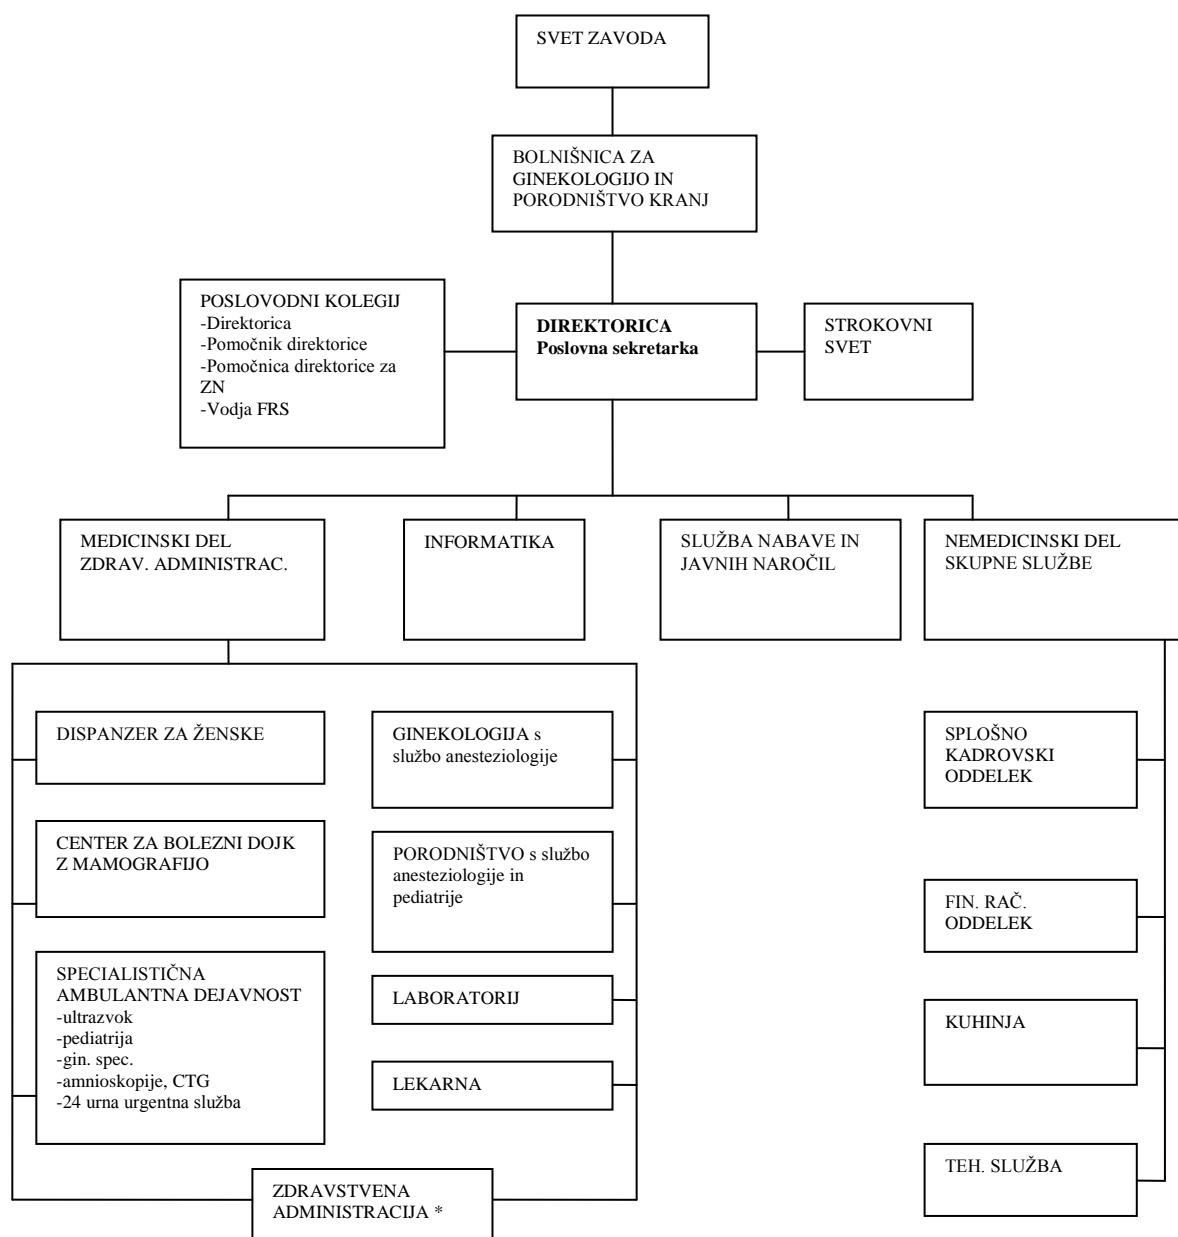 SVET ZAVODA
BOLNIŠNICA ZA
GINEKOLOGIJO IN
PORODNIŠTVO KRANJ
POSLOVODNI KOLEGIJ
-Direktorica
-Pomočnik direktorice
-Pomočnica direktorice za
ZN
-Vodja FRS
DIREKTORICA
Poslovna sekretarka
STROKOVNI
SVET
MEDICINSKI DEL
ZDRAV. ADMINISTRAC.
INFORMATIKA
SLUŽBA NABAVE IN
JAVNIH NAROČIL
NEMEDICINSKI DEL
SKUPNE SLUŽBE
DISPANZER ZA ŽENSKE
CENTER ZA BOLEZNI DOJK
Z MAMOGRAFIJO
SPECIALISTIČNA
AMBULANTNA DEJAVNOST
-ultrazvok
-pediatrija
-gin. spec.
-amnioskopije, CTG
-24 urna urgentna služba
GINEKOLOGIJA s
službo anesteziologije
PORODNIŠTVO s službo
anesteziologije in
pediatrije
LABORATORIJ
LEKARNA
ZDRAVSTVENA
ADMINISTRACIJA *
SPLOŠNO
KADROVSKI
ODDELEK
FIN. RAČ.
ODDELEK
KUHINJA
TEH. SLUŽBA